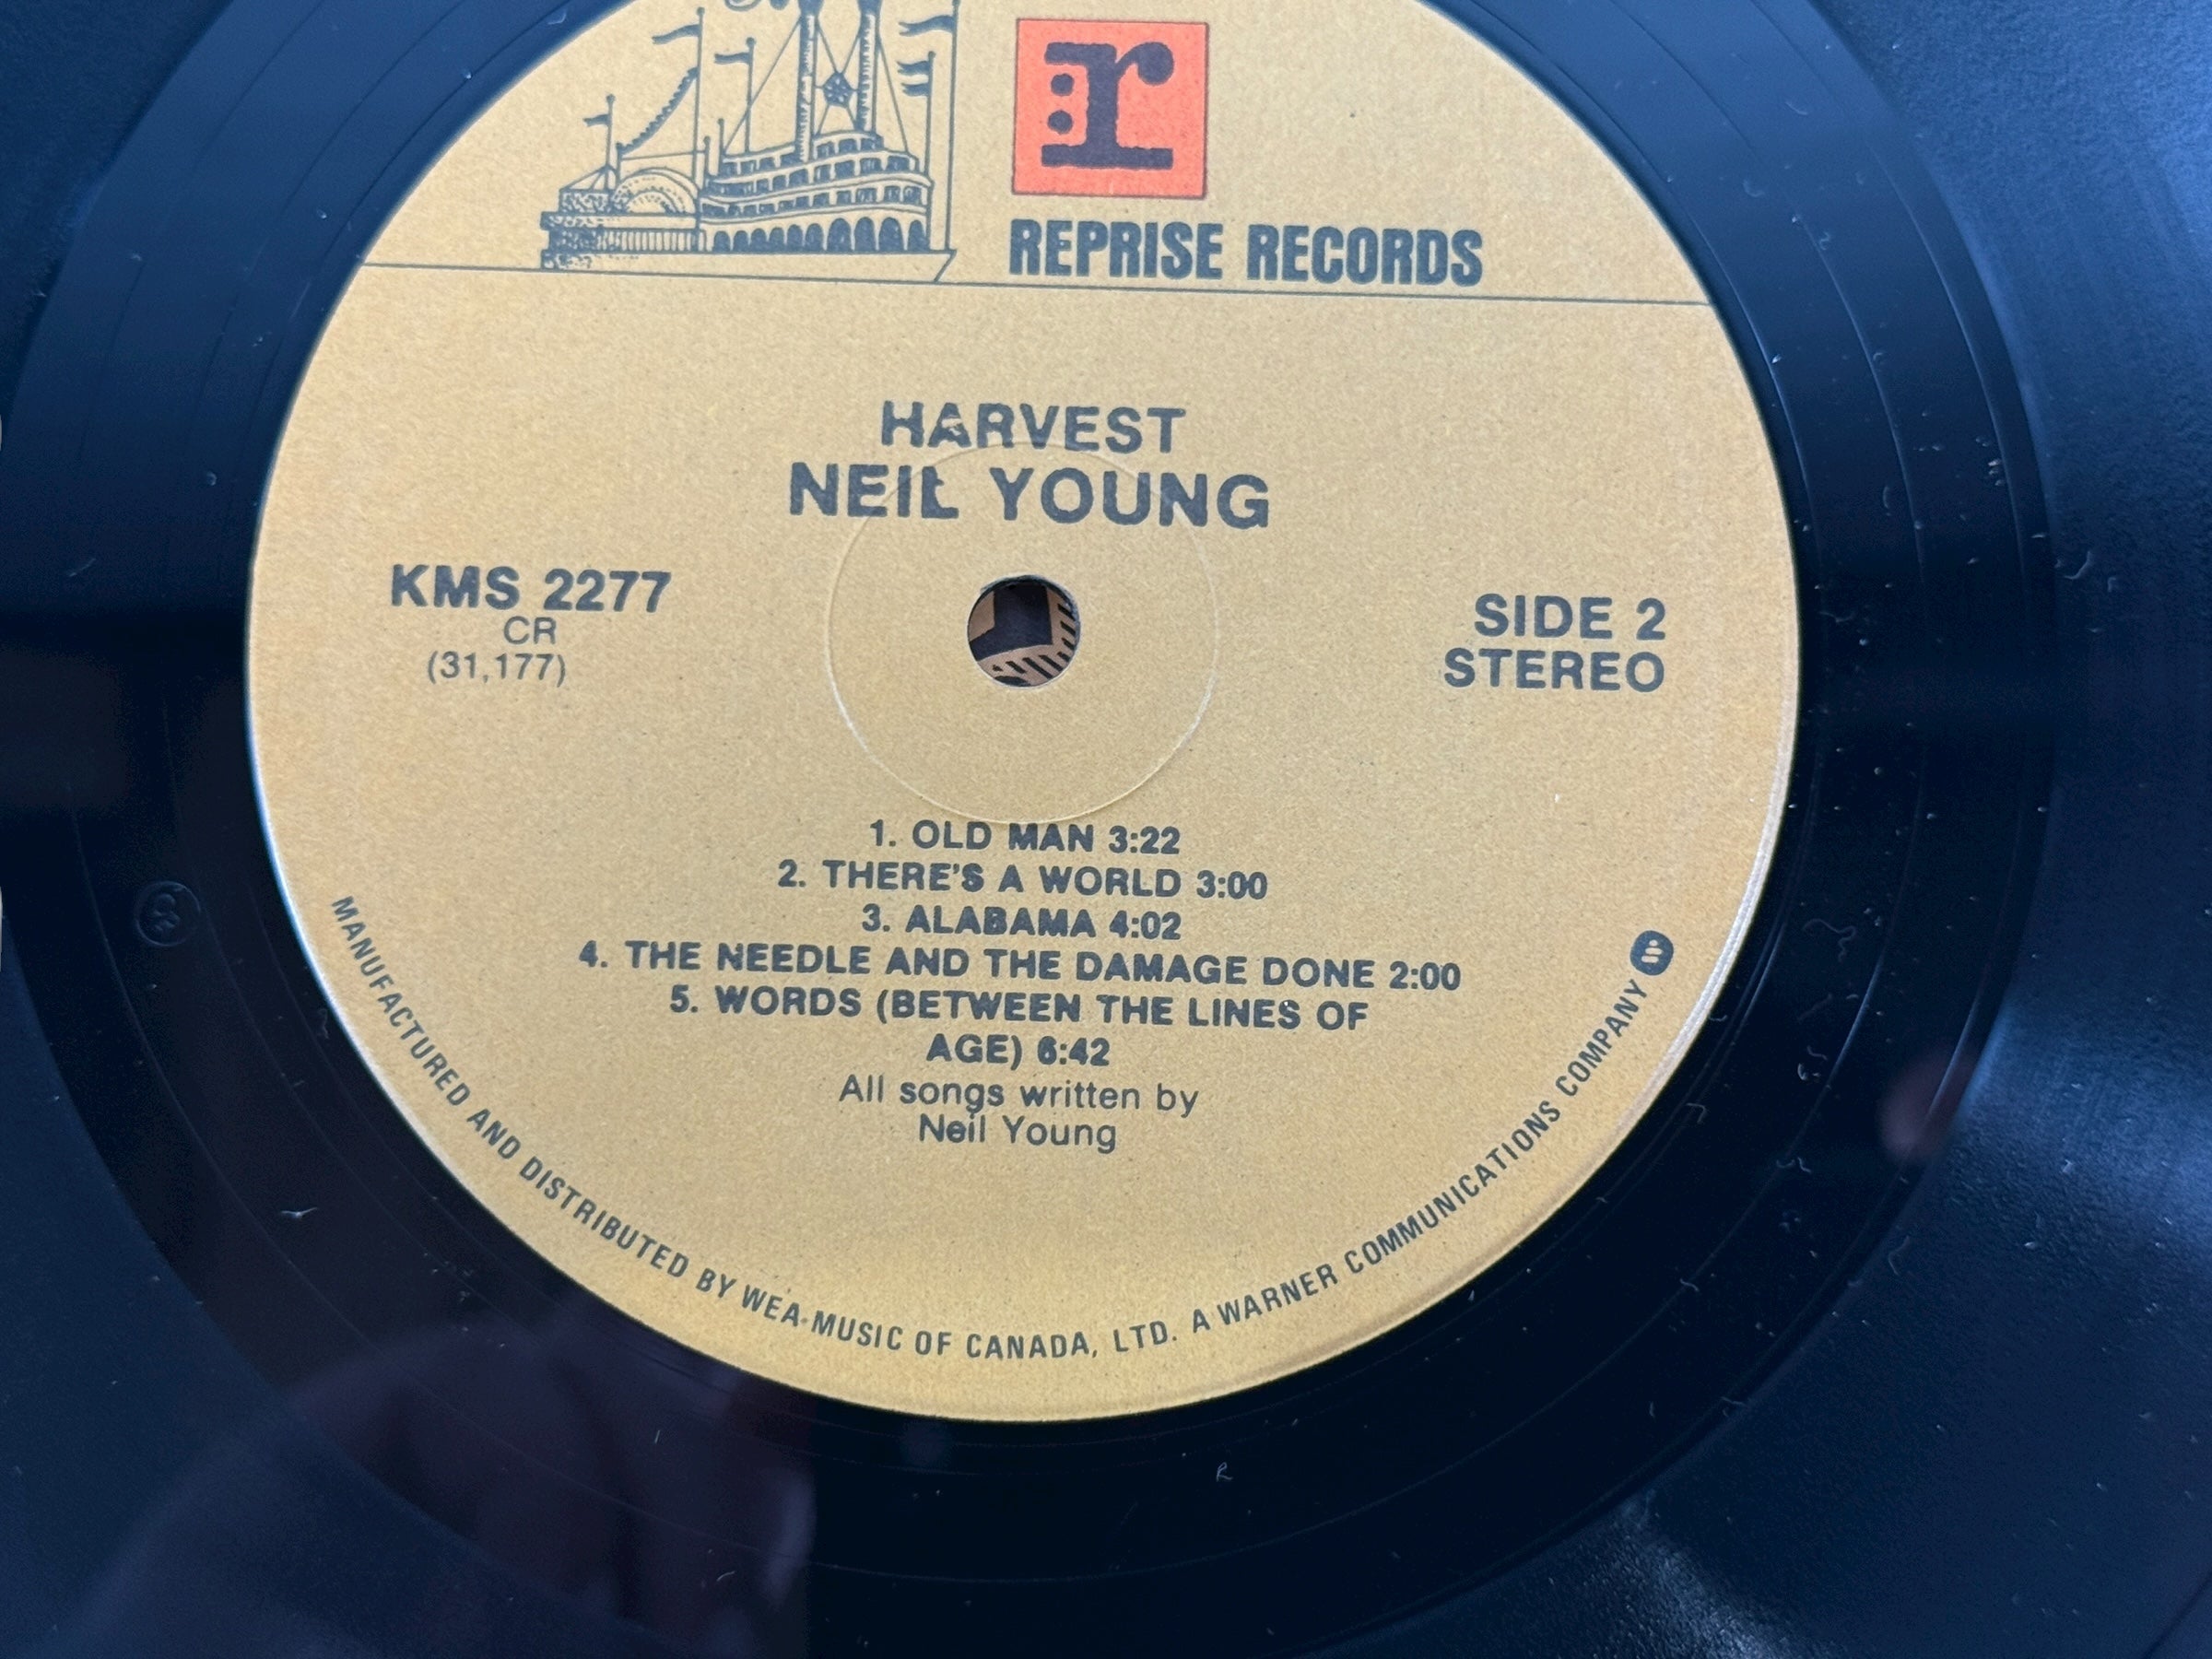 r
REPRISE RECORDS
HARVEST
NEIL YOUNG
KMS 2277
CR
(31,177)
SIDE 2
STEREO
1. OLD MAN 3:22
2. THERE'S A WORLD 3:00
3. ALABAMA 4:02
4. THE NEEDLE AND THE DAMAGE DONE 2:00
5. WORDS (BETWEEN THE LINES OF
AGE) 6:42
All songs written by
Neil Young
MANUFACTURED AND DISTRIBUTED BY WEA MUSIC OF CANADA, LTD. A WARNER COMMUNICATIONS COMPANY
R